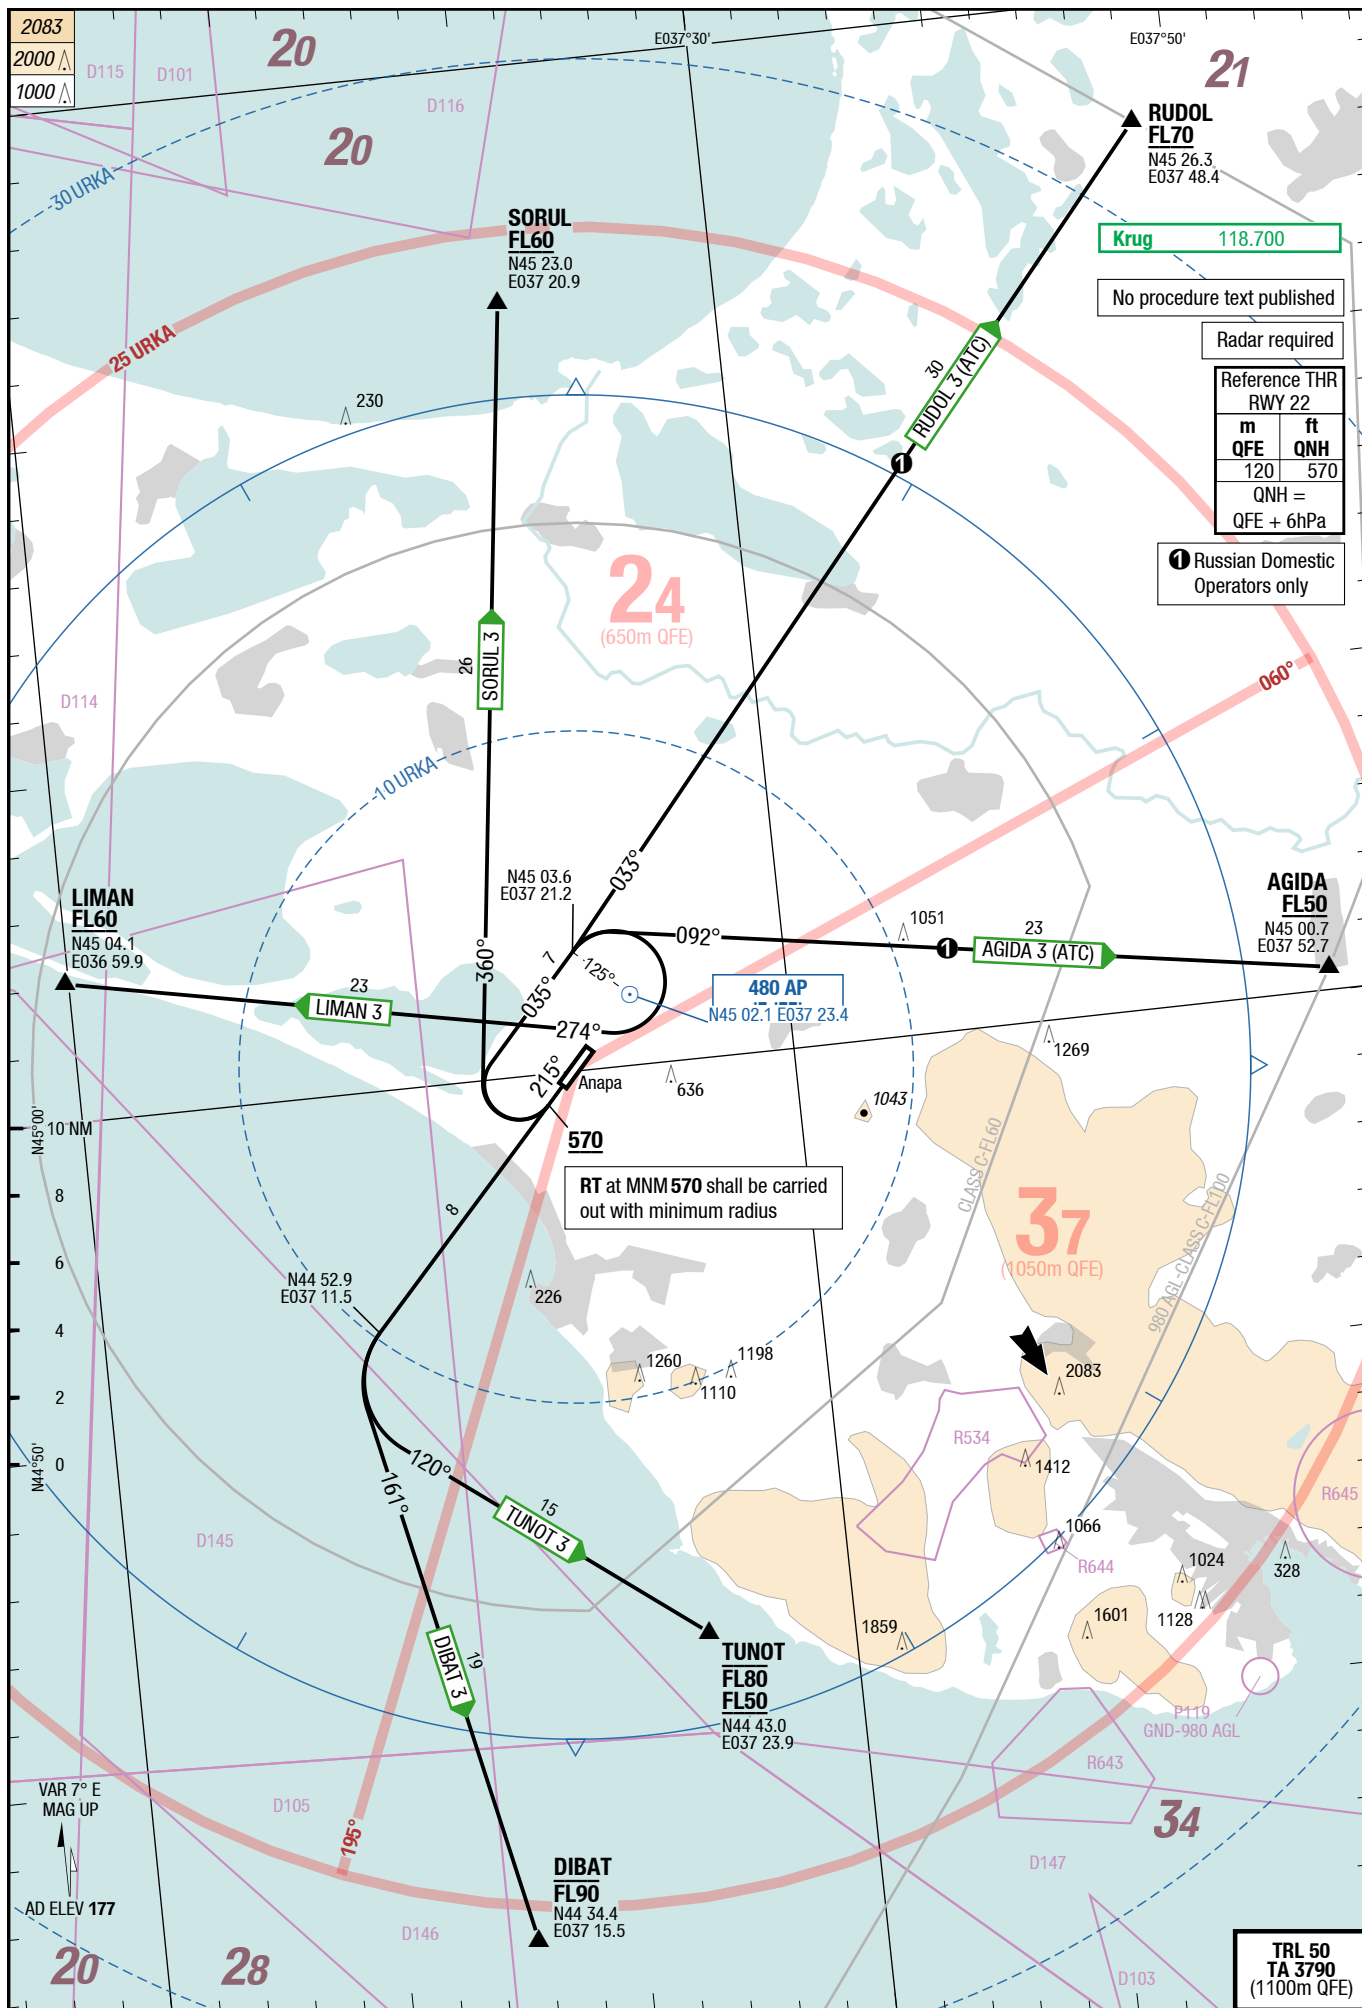 2083
2000
1000
D115
D101
20
D116
20
E037°30'
E037°50'
21
RUDOL
FL70
N45 26.3
E037 48.4
30 URKA
SORUL
FL60
N45 23.0
E037 20.9
Krug 118.700
No procedure text published
Radar required
Reference THR
RWY 22
m ft
QFE QNH
120 570
QNH =
QFE + 6hPa
1 Russian Domestic
Operators only
25 URKA
230
30
RUDOL 3 (ATC)
1
24
(650m QFE)
26
SORUL 3
060°
D114
10 URKA
033°
N45 03.6
E037 21.2
LIMAN
FL60
N45 04.1
E036 59.9
AGIDA
FL50
N45 00.7
E037 52.7
1051
092°
1
23
AGIDA 3 (ATC)
360°
7
035°
125°
480 AP
N45 02.1 E037 23.4
23
LIMAN 3
274°
215°
Anapa
636
1269
1043
N45°00'
10 NM
570
RT at MNM 570 shall be carried
out with minimum radius
CLASS C-FL60
980 AGL-CLASS C-FL100
37
(1050m QFE)
8
8
6
N44 52.9
E037 11.5
226
4
1260
1198
1110
2083
2
R534
120°
1412
N44°50'
0
161°
R645
15
TUNOT 3
D145
1066
R644
1024
328
1128
1601
1859
DIBAT 3
19
TUNOT
FL80
FL50
N44 43.0
E037 23.9
P119
GND-980 AGL
R643
VAR 7° E
MAG UP
D105
195°
34
D147
DIBAT
FL90
N44 34.4
E037 15.5
AD ELEV 177
D146
20
28
D103
TRL 50
TA 3790
(1100m QFE)